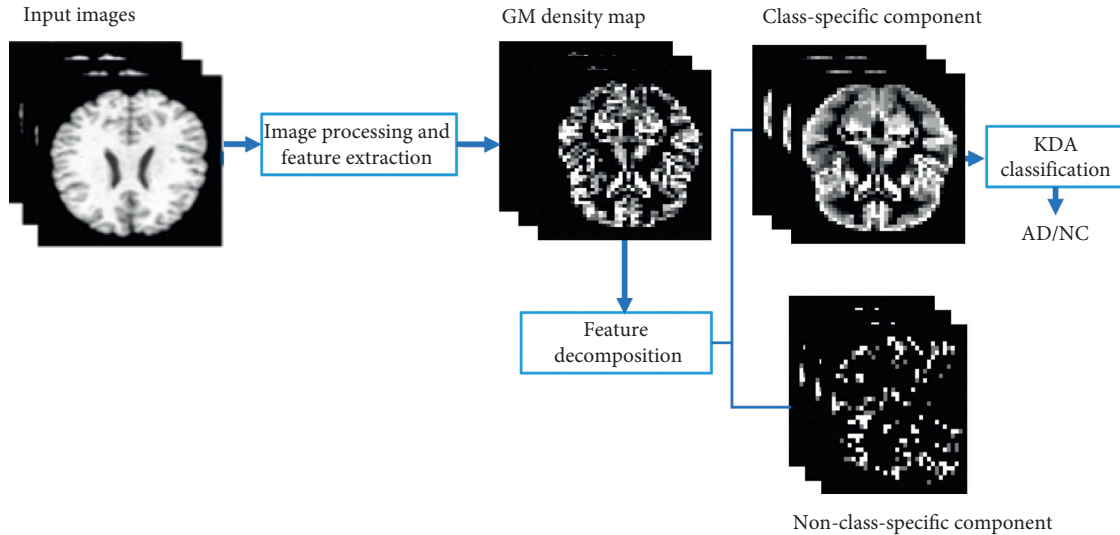 Input images
GM density map
Class-specific component
Image processing and
feature extraction
KDA
classification
AD/NC
Feature
decomposition
Non-class-specific component